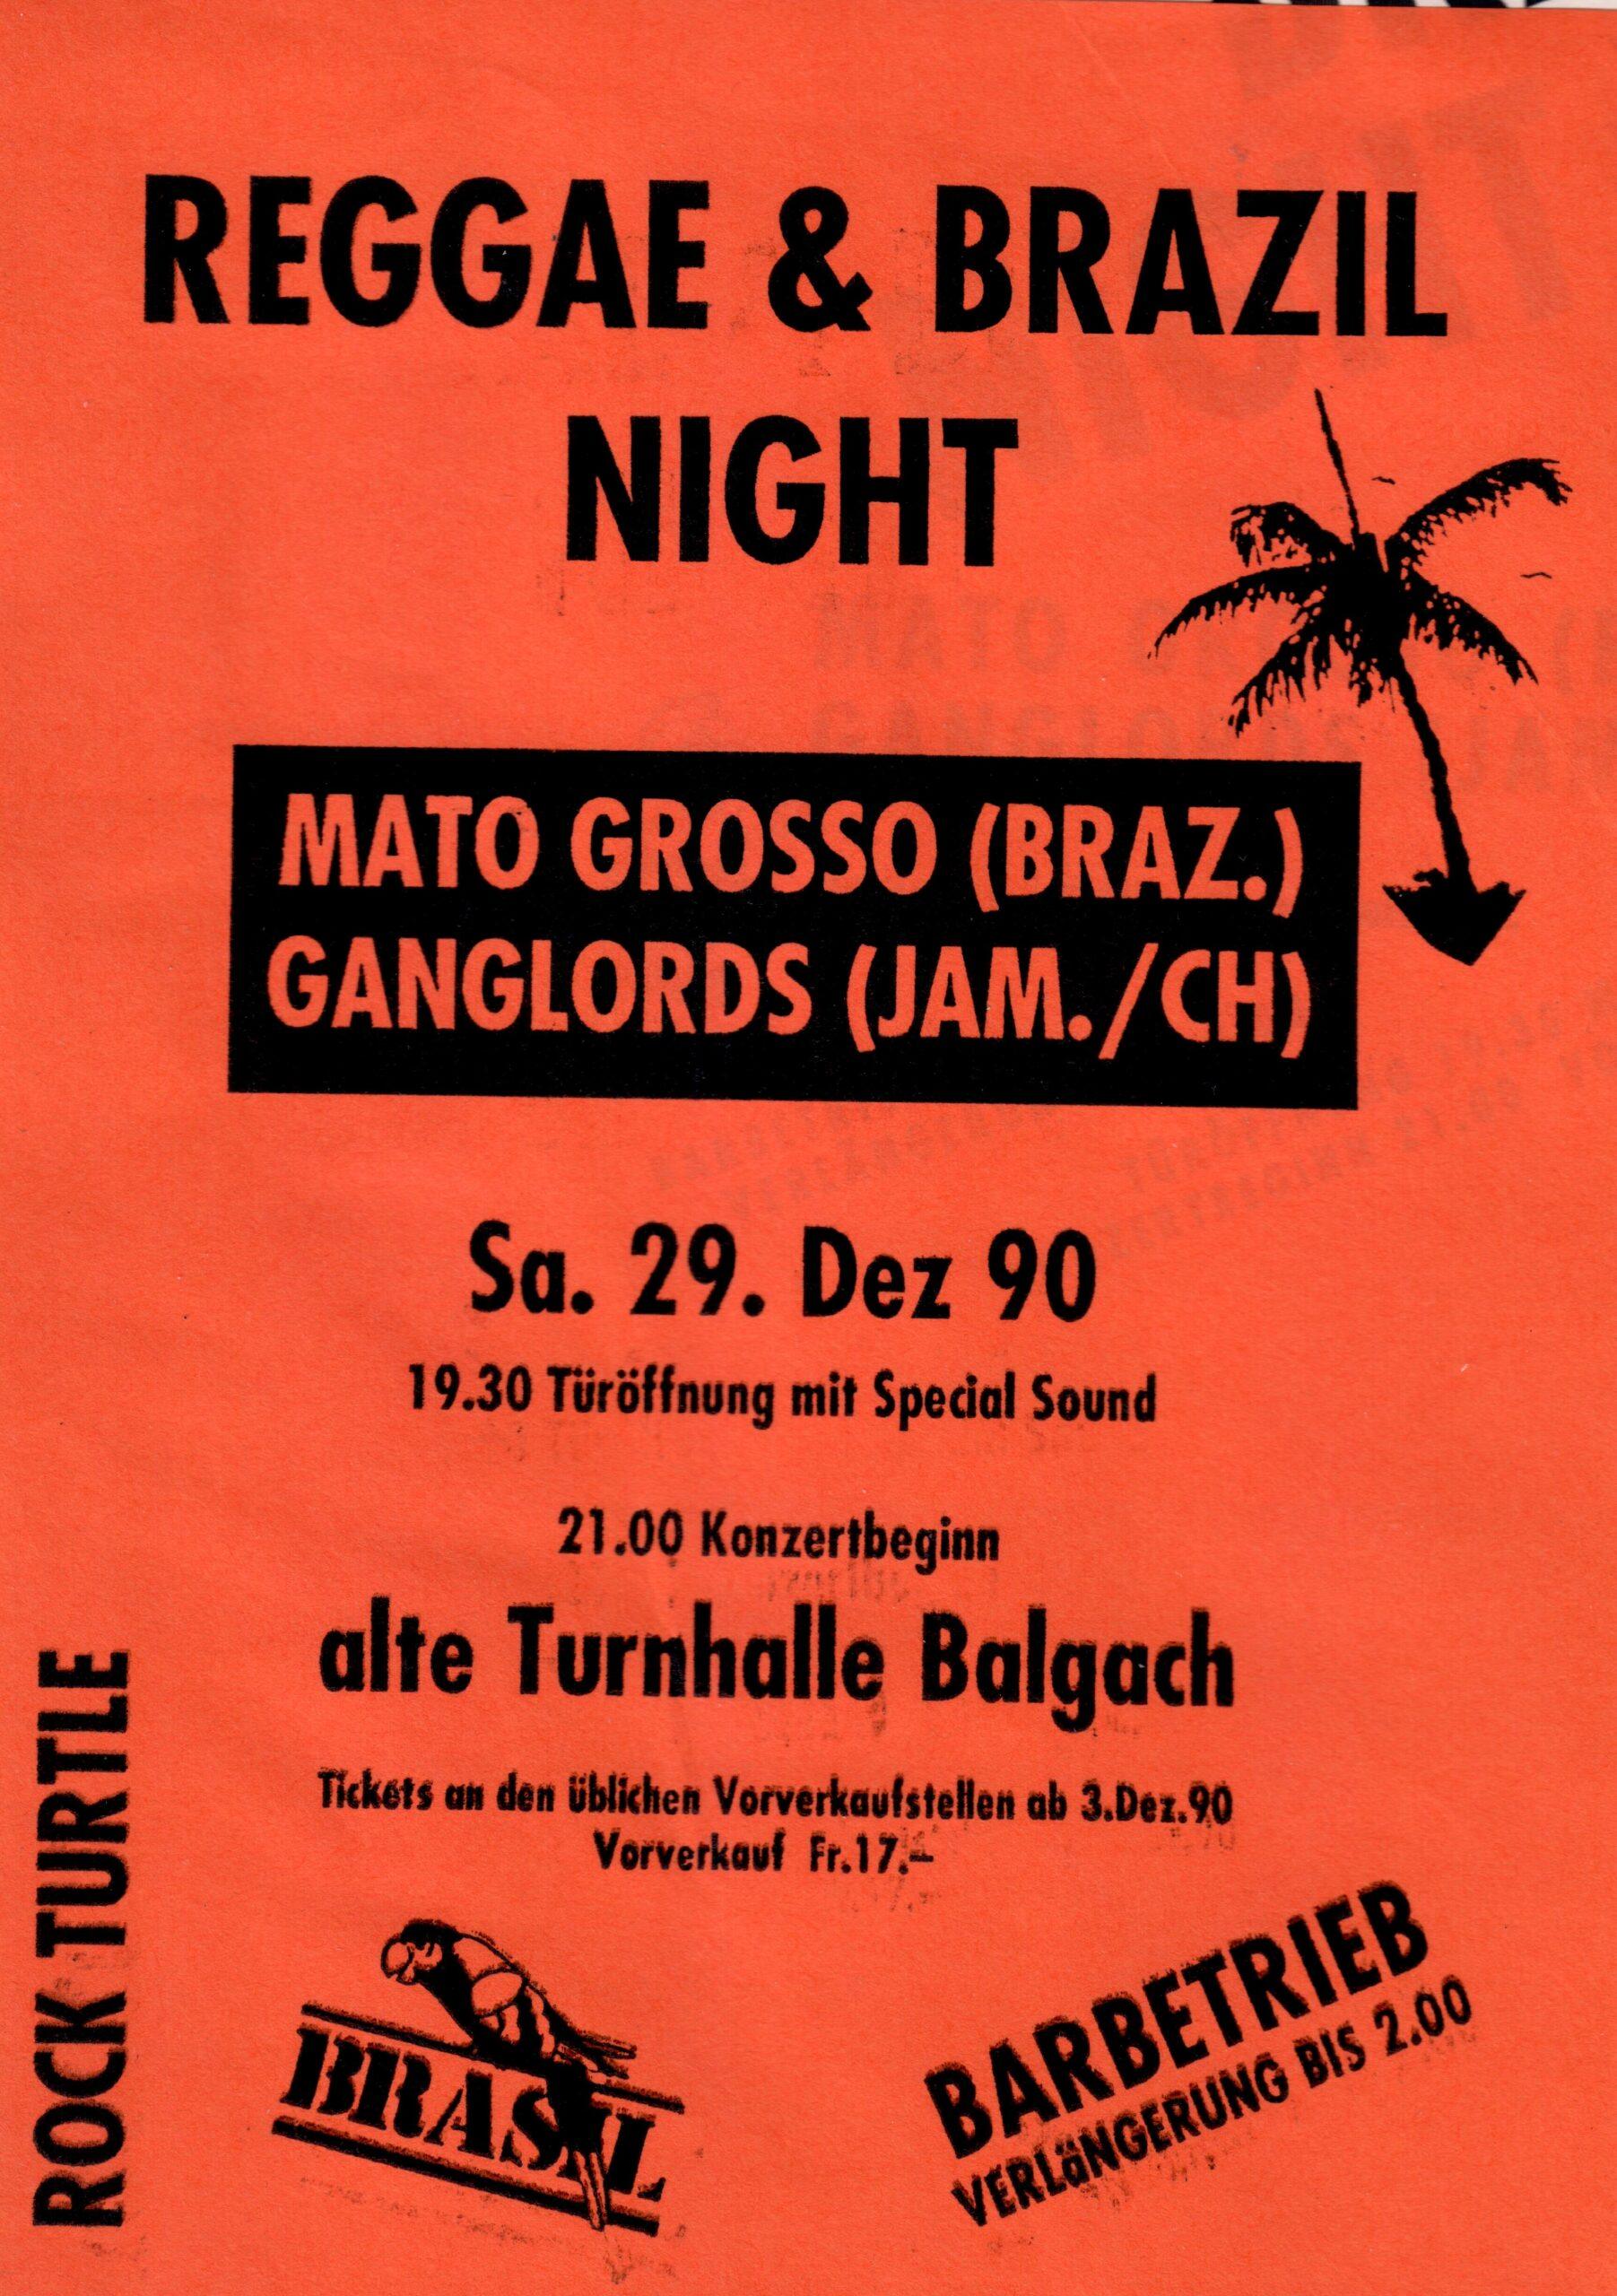 REGGAE & BRAZIL
NIGHT
MATO GROSSO (BRAZ.)
GANGLORDS (JAM./CH)
Sa. 29. Dez 90
19.30 Türöffnung mit Special Sound
21.00 Konzertbeginn
alte Turnhalle Balgach
Tickets an den üblichen Vorverkaufstellen ab 3.Dez.90
Vorverkauf Fr.17.–
ROCK TURTLE
BRASIL
BARBETRIEB
VERLäNGERUNG BIS 2.00